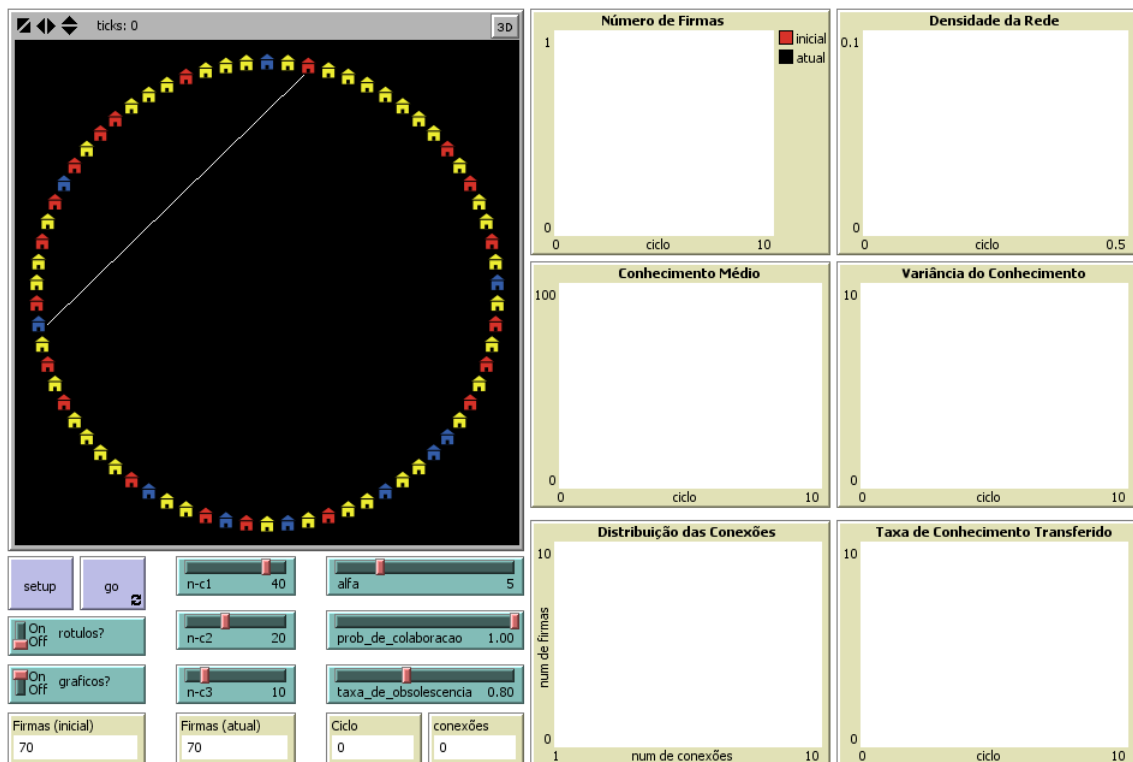 ticks: 0
3D
Número de Firmas
1
0
0
ciclo
10
inicial
atual
Densidade da Rede
0.1
0
0
ciclo
0.5
Conhecimento Médio
100
0
0
ciclo
10
Variância do Conhecimento
10
0
0
ciclo
10
Distribuição das Conexões
10
num de firmas
0
1
num de conexões
10
Taxa de Conhecimento Transferido
10
0
0
ciclo
10
setup
go
n-c1 40
alfa 5
On
Off
rotulos?
n-c2 20
prob_de_colaboracao 1.00
On
Off
graficos?
n-c3 10
taxa_de_obsolescencia 0.80
Firmas (inicial)
70
Firmas (atual)
70
Ciclo
0
conexões
0